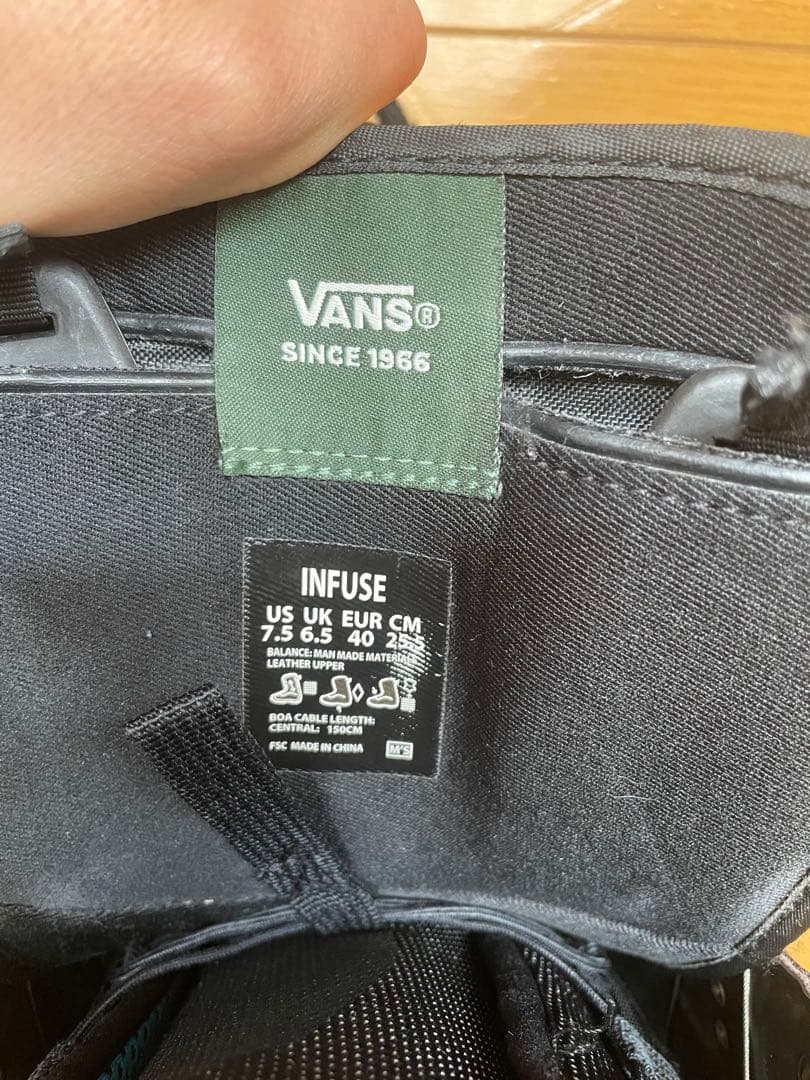 VANS®
SINCE 1966
INFUSE
US UK EUR CM
7.5 6.5 40 25.5
BALANCE: MAN MADE MATERIAL
LEATHER UPPER
BOA CABLE LENGTH:
CENTRAL: 150CM
FSC MADE IN CHINA M'S